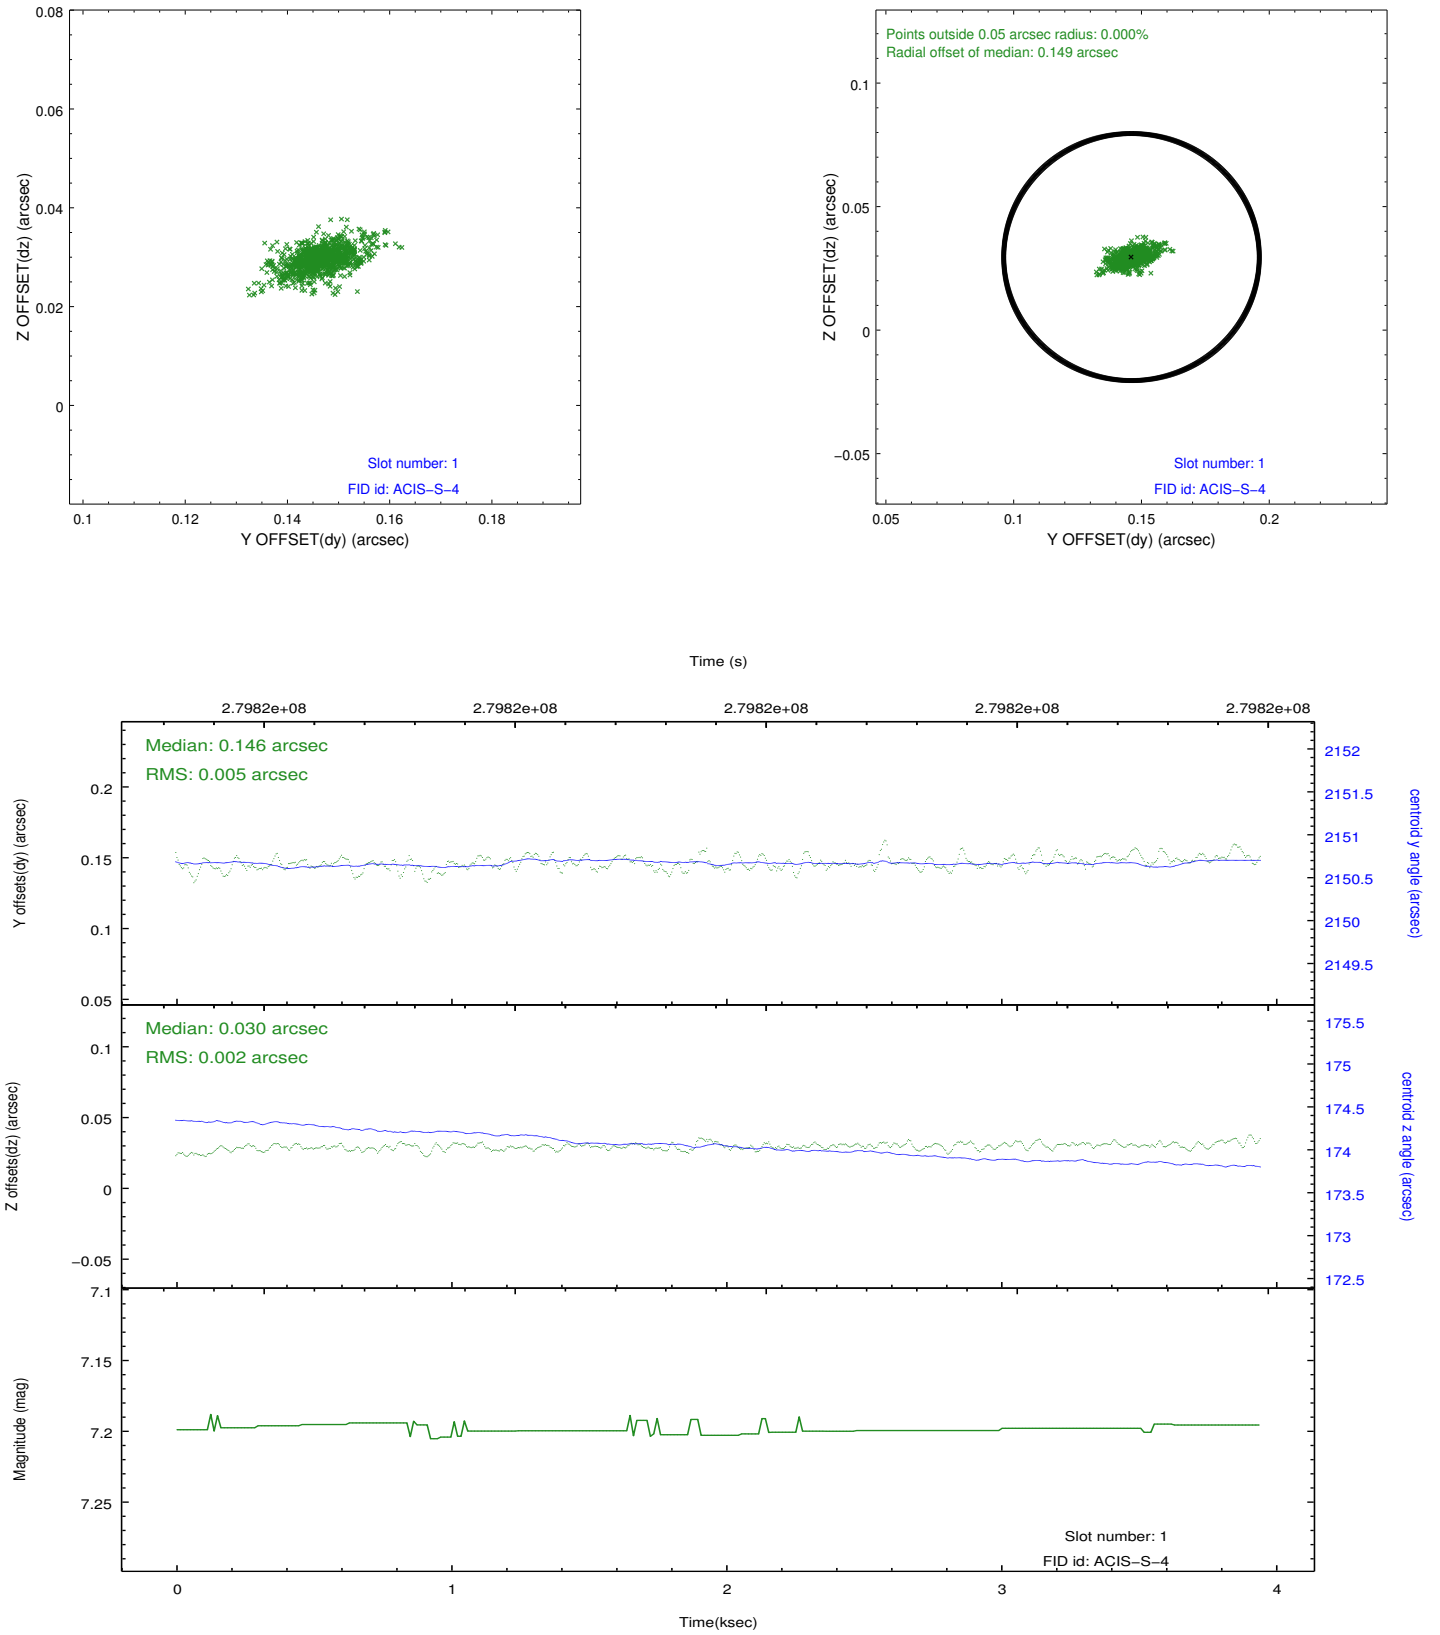 0.08
0.06
0.04
0.02
0
Z OFFSET(dz) (arcsec)
Slot number: 1
FID id: ACIS−S−4
0.1 0.12 0.14 0.16 0.18
Y OFFSET(dy) (arcsec)
Points outside 0.05 arcsec radius: 0.000%
Radial offset of median: 0.149 arcsec
0.1
0.05
0
−0.05
Z OFFSET(dz) (arcsec)
Slot number: 1
FID id: ACIS−S−4
0.05 0.1 0.15 0.2
Y OFFSET(dy) (arcsec)
Time (s)
2.7982e+08 2.7982e+08 2.7982e+08 2.7982e+08 2.7982e+08
Median: 0.146 arcsec
RMS: 0.005 arcsec
0.2
0.15
0.1
0.05
Y offsets(dy) (arcsec)
2152
2151.5
2151
2150.5
2150
2149.5
centroid y angle (arcsec)
Median: 0.030 arcsec
RMS: 0.002 arcsec
0.1
0.05
0
−0.05
Z offsets(dz) (arcsec)
175.5
175
174.5
174
173.5
173
172.5
centroid z angle (arcsec)
7.1
7.15
7.2
7.25
Magnitude (mag)
Slot number: 1
FID id: ACIS−S−4
0 1 2 3 4
Time(ksec)